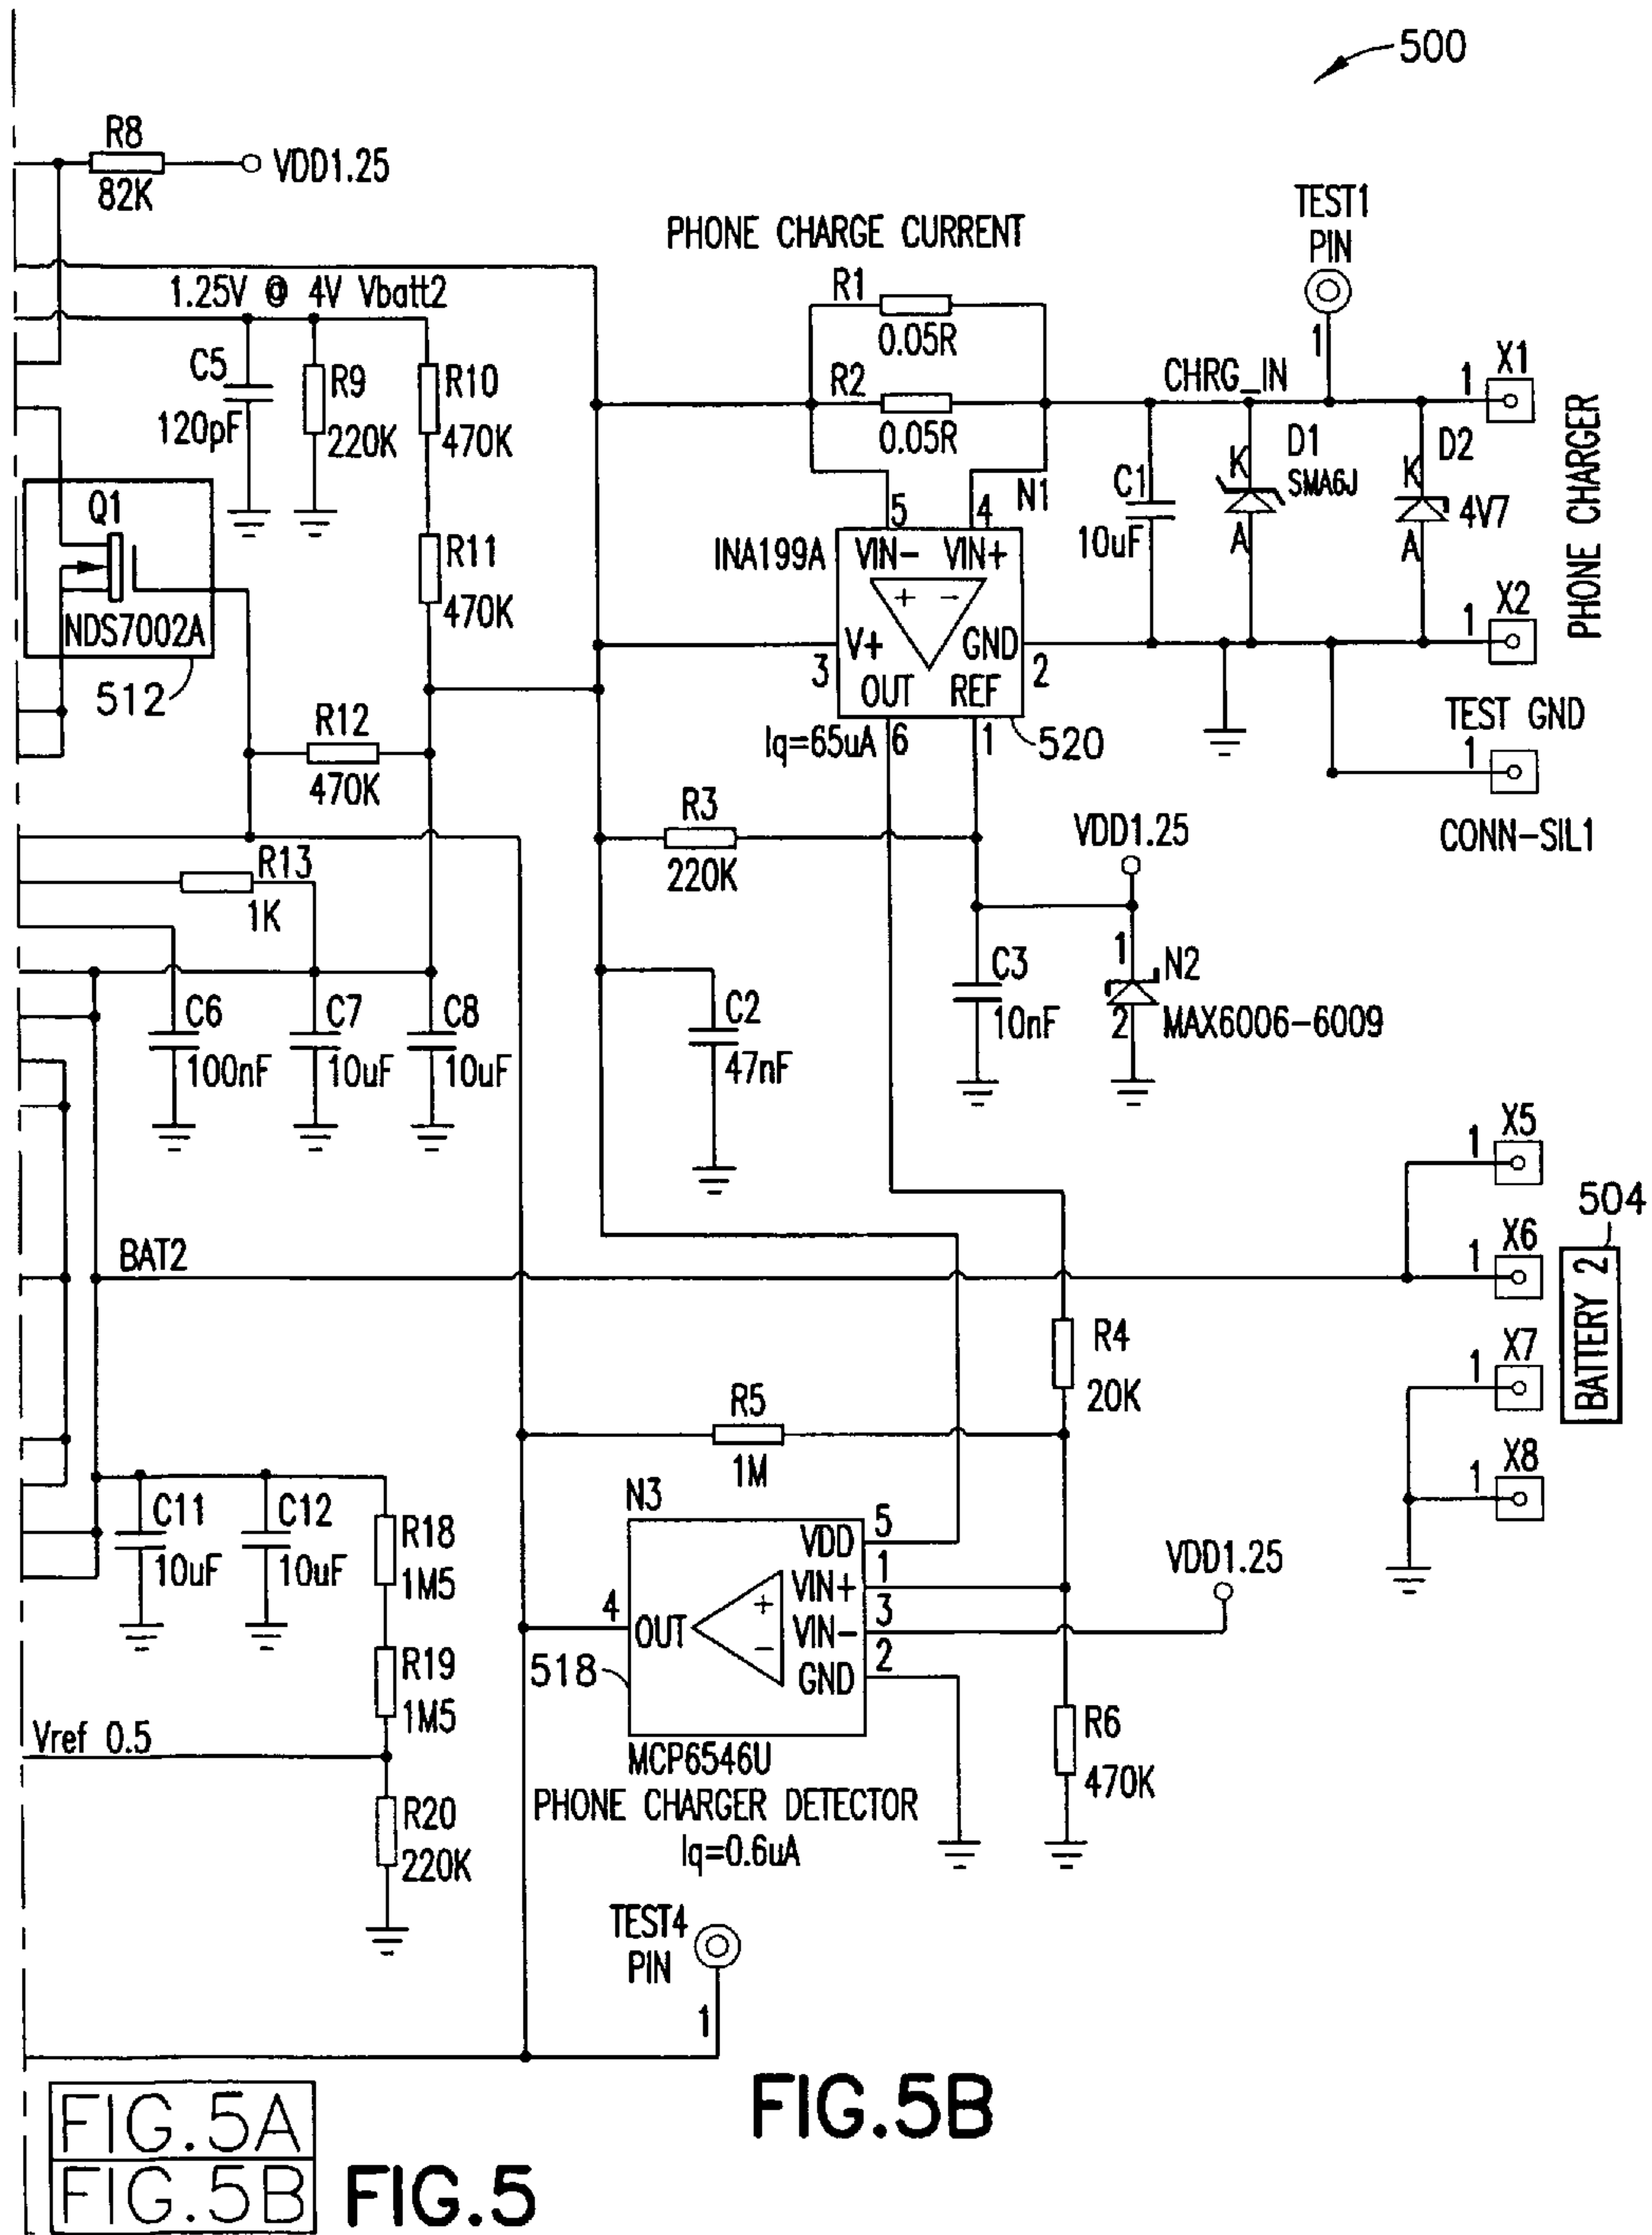 500
R8
82K
VDD1.25
PHONE CHARGE CURRENT
TEST1
PIN
1
1.25V @ 4V Vbatt2
R1
0.05R
R2
0.05R
CHRG_IN
1
X1
C5
120pF
R9
220K
R10
470K
R11
470K
Q1
NDS7002A
512
5
4
N1
INA199A
VIN-
VIN+
+ -
V+
3
GND
2
OUT
REF
Iq=65uA
6
1
520
C1
10uF
K
D1
SMA6J
A
K
D2
4V7
A
PHONE CHARGER
1
X2
TEST GND
1
CONN-SIL1
R12
470K
R3
220K
VDD1.25
R13
1K
C6
100nF
C7
10uF
C8
10uF
C2
47nF
C3
10nF
1
N2
2
MAX6006-6009
1
X5
504
BAT2
1
X6
BATTERY 2
R4
20K
1
X7
R5
1M
1
X8
C11
10uF
C12
10uF
R18
1M5
N3
VDD
5
VIN+
1
VIN-
3
GND
2
+
-
4
OUT
518
VDD1.25
R19
1M5
Vref 0.5
MCP6546U
PHONE CHARGER DETECTOR
Iq=0.6uA
R6
470K
R20
220K
TEST4
PIN
1
FIG.5A
FIG.5B
FIG.5
FIG.5B